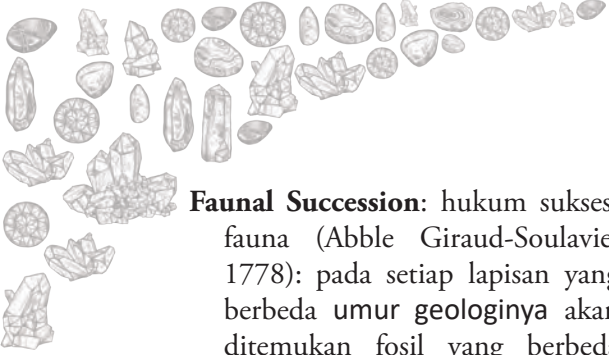 Faunal Succession: hukum sukses
fauna (Abble Giraud-Soulavie
1778): pada setiap lapisan yang
berbeda umur geologinya akan
ditemukan fosil yang berbeda